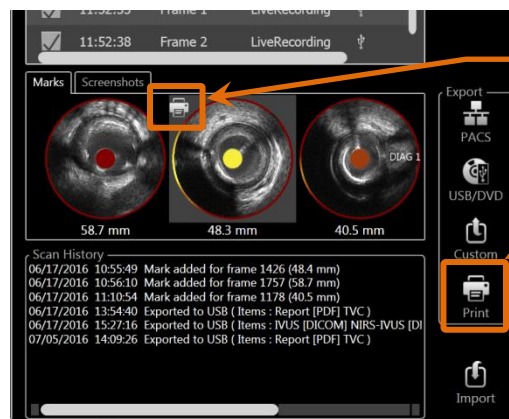 11:52:38 Frame 2 LiveRecording
Marks Screenshots
DIAG 1
58.7 mm 48.3 mm 40.5 mm
Scan History
06/17/2016 10:55:49 Mark added for frame 1426 (48.4 mm)
06/17/2016 10:56:10 Mark added for frame 1757 (58.7 mm)
06/17/2016 11:10:54 Mark added for frame 1178 (40.5 mm)
06/17/2016 13:54:40 Exported to USB ( Items : Report [PDF] TVC )
06/17/2016 15:27:16 Exported to USB ( Items : IVUS [DICOM] NIRS-IVUS [DI
07/05/2016 14:09:26 Exported to USB ( Items : Report [PDF] TVC )
Export
PACS
USB/DVD
Custom
Print
Import